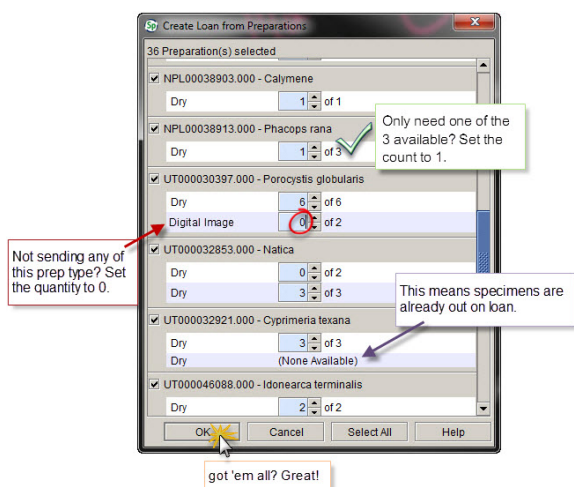 Sp Create Loan from Preparations
36 Preparation(s) selected
NPL00038903.000 - Calymene
Dry 1 of 1
NPL00038913.000 - Phacops rana
Dry 1 of 3
Only need one of the
3 available? Set the
count to 1.
UT000030397.000 - Porocystis globularis
Dry 6 of 6
Digital Image 0 of 2
Not sending any of
this prep type? Set
the quantity to 0.
UT000032853.000 - Natica
Dry 0 of 2
Dry 3 of 3
This means specimens are
already out on loan.
UT000032921.000 - Cyprimeria texana
Dry 3 of 3
Dry (None Available)
UT000046088.000 - Idonearca terminalis
Dry 2 of 2
OK Cancel Select All Help
got 'em all? Great!